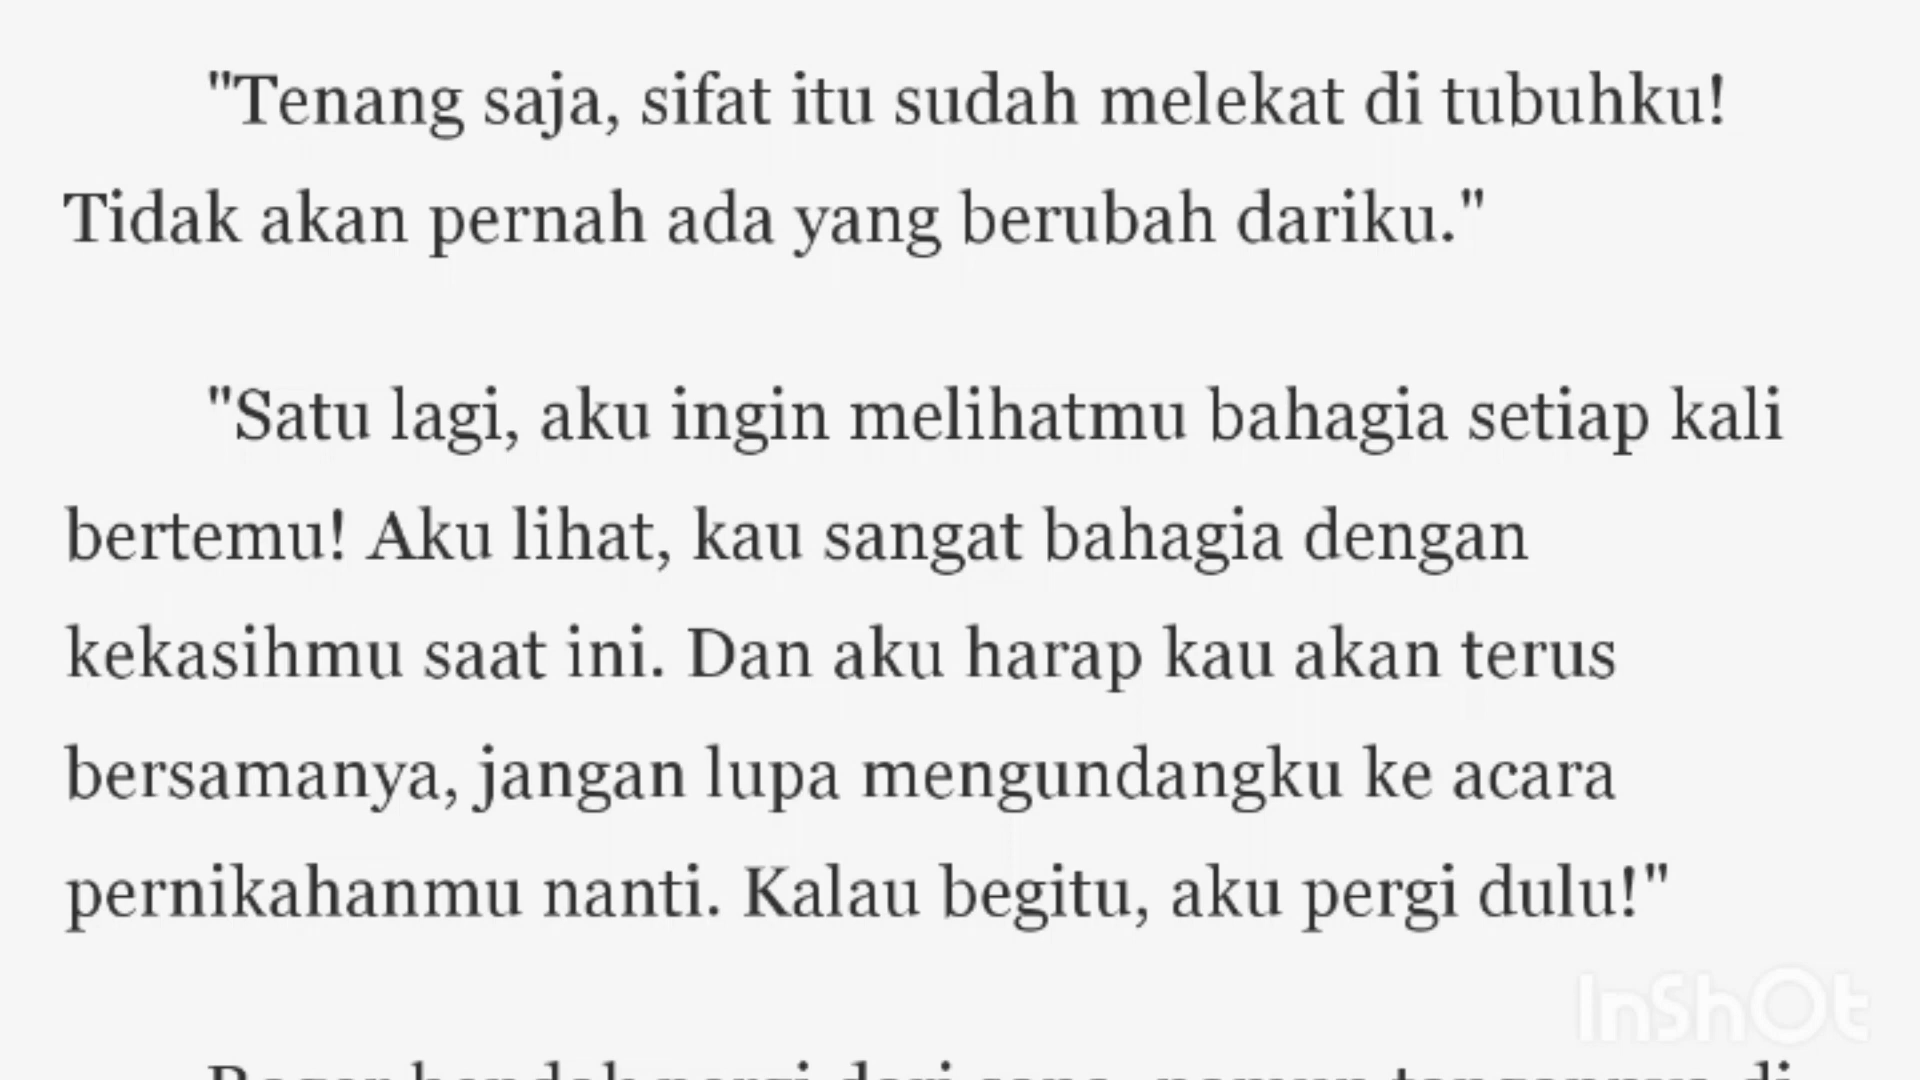 "Tenang saja, sifat itu sudah melekat di tubuhku!
Tidak akan pernah ada yang berubah dariku."
"Satu lagi, aku ingin melihatmu bahagia setiap kali
bertemu! Aku lihat, kau sangat bahagia dengan
kekasihmu saat ini. Dan aku harap kau akan terus
bersamanya, jangan lupa mengundangku ke acara
pernikahanmu nanti. Kalau begitu, aku pergi dulu!"
InShOt